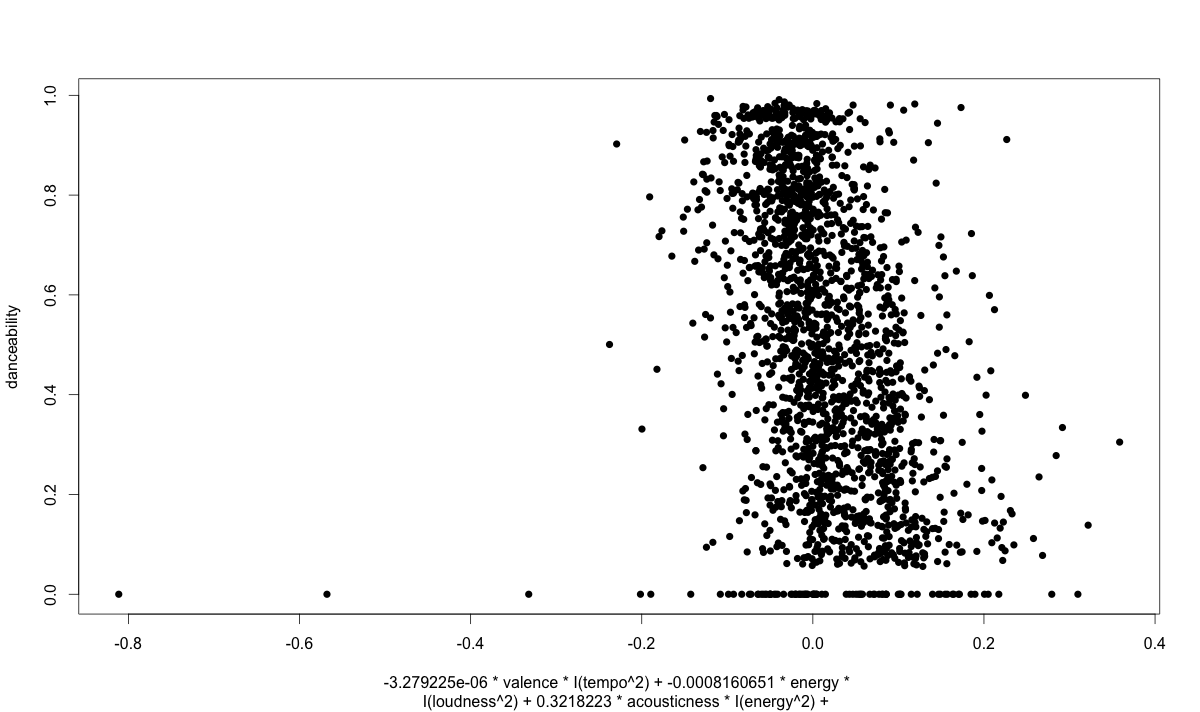 1.0
0.8
0.6
0.4
0.2
0.0
danceability
-0.8 -0.6 -0.4 -0.2 0.0 0.2 0.4
-3.279225e-06 * valence * I(tempo^2) + -0.0008160651 * energy *
I(loudness^2) + 0.3218223 * acousticness * I(energy^2) +